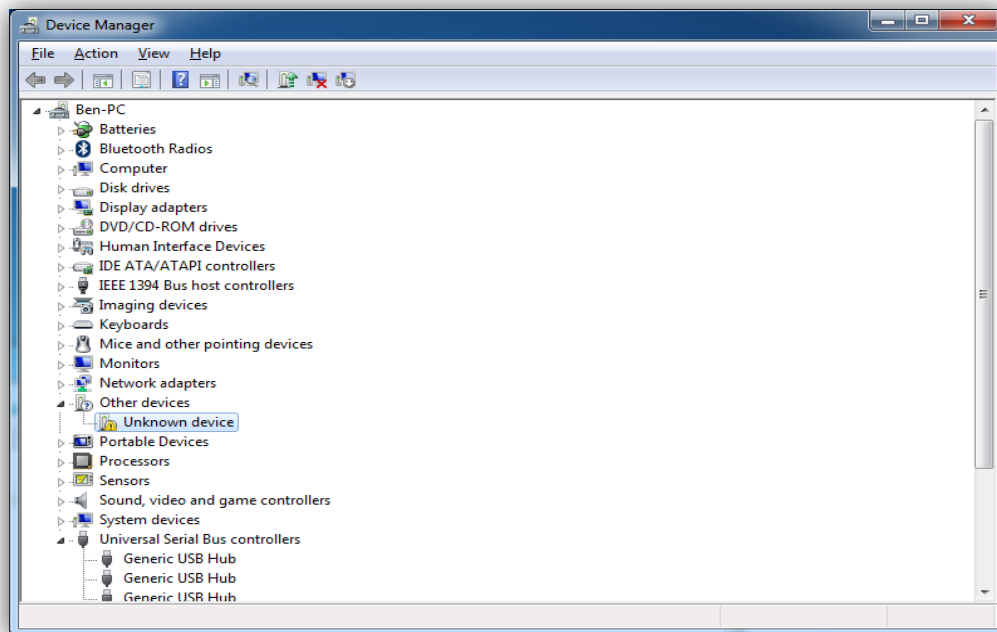 Device Manager
File Action View Help
Ben-PC
Batteries
Bluetooth Radios
Computer
Disk drives
Display adapters
DVD/CD-ROM drives
Human Interface Devices
IDE ATA/ATAPI controllers
IEEE 1394 Bus host controllers
Imaging devices
Keyboards
Mice and other pointing devices
Monitors
Network adapters
Other devices
Unknown device
Portable Devices
Processors
Sensors
Sound, video and game controllers
System devices
Universal Serial Bus controllers
Generic USB Hub
Generic USB Hub
Generic USB Hub